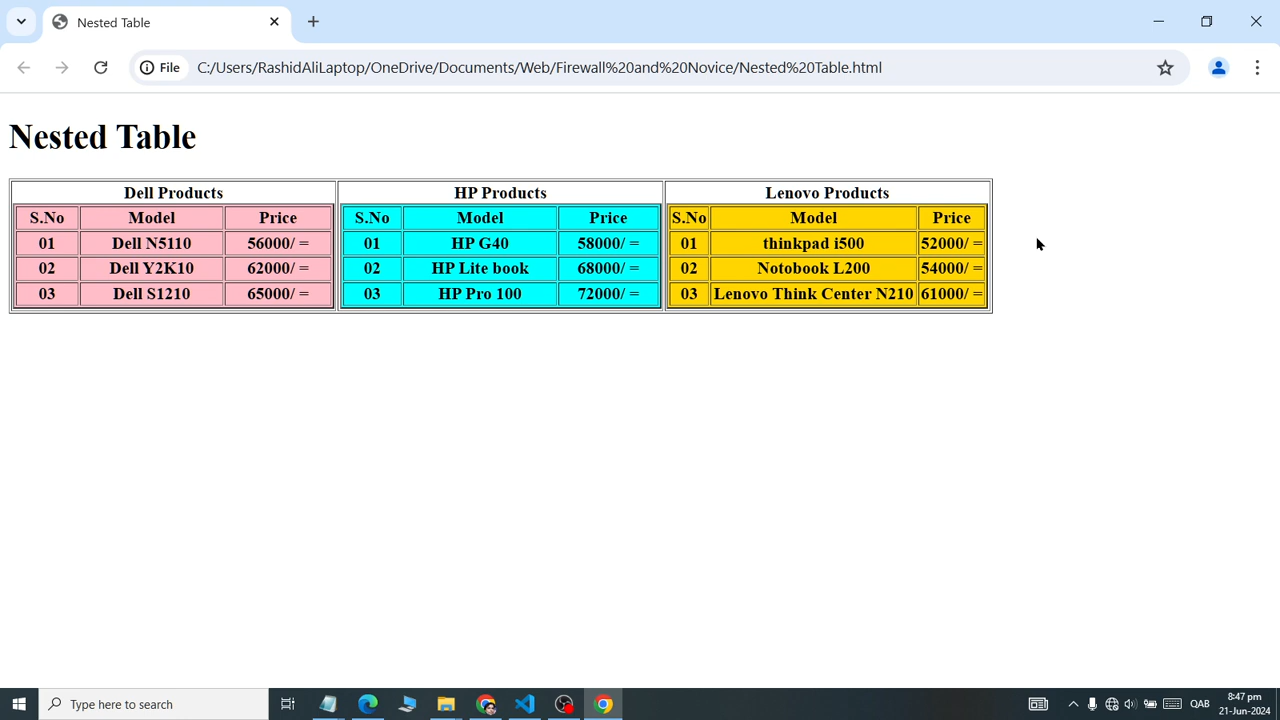 Nested Table
File C:/Users/RashidAliLaptop/OneDrive/Documents/Web/Firewall%20and%20Novice/Nested%20Table.html
Nested Table
Dell Products HP Products Lenovo Products
S.No Model Price S.No Model Price S.No Model Price
01 Dell N5110 56000/ = 01 HP G40 58000/ = 01 thinkpad i500 52000/ =
02 Dell Y2K10 62000/ = 02 HP Lite book 68000/ = 02 Notobook L200 54000/ =
03 Dell S1210 65000/ = 03 HP Pro 100 72000/ = 03 Lenovo Think Center N210 61000/ =
Type here to search
QAB
8:47 pm
21-Jun-2024